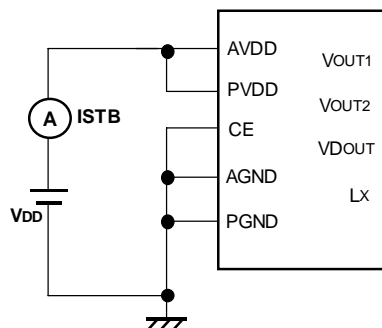 AVDD
VOUT1
PVDD
A ISTB
VOUT2
CE
VDOUT
AGND
LX
VDD
PGND